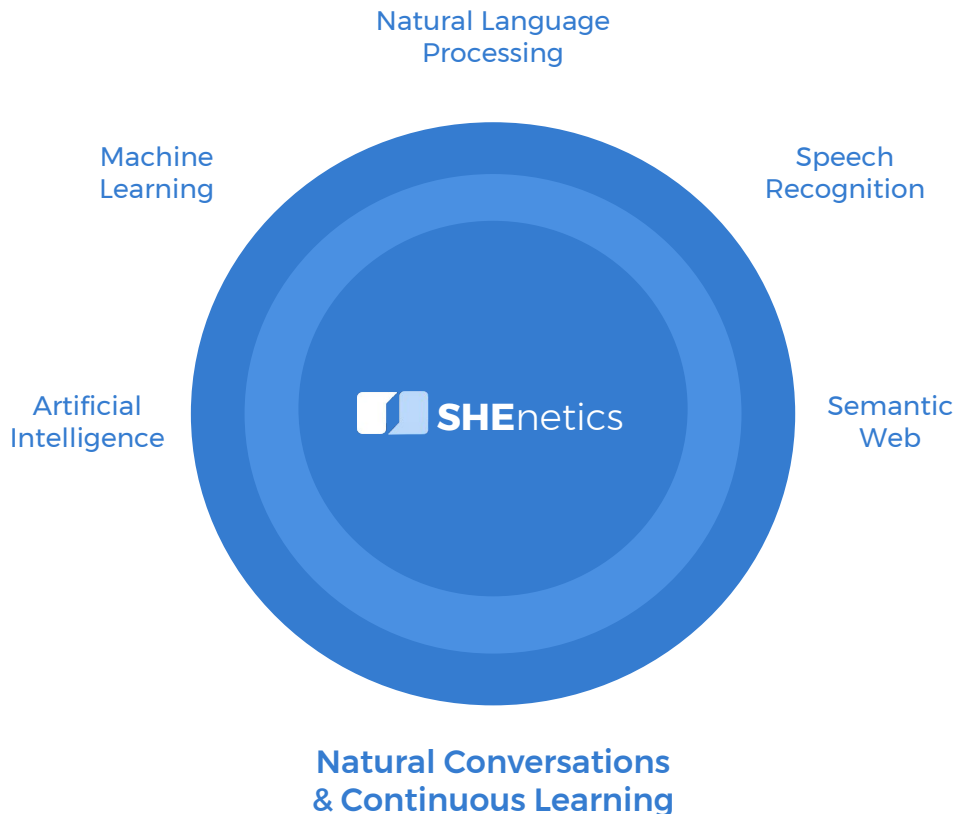 Natural Language
Processing
Machine
Learning
Speech
Recognition
Artificial
Intelligence
SHEnetics
Semantic
Web
Natural Conversations
& Continuous Learning